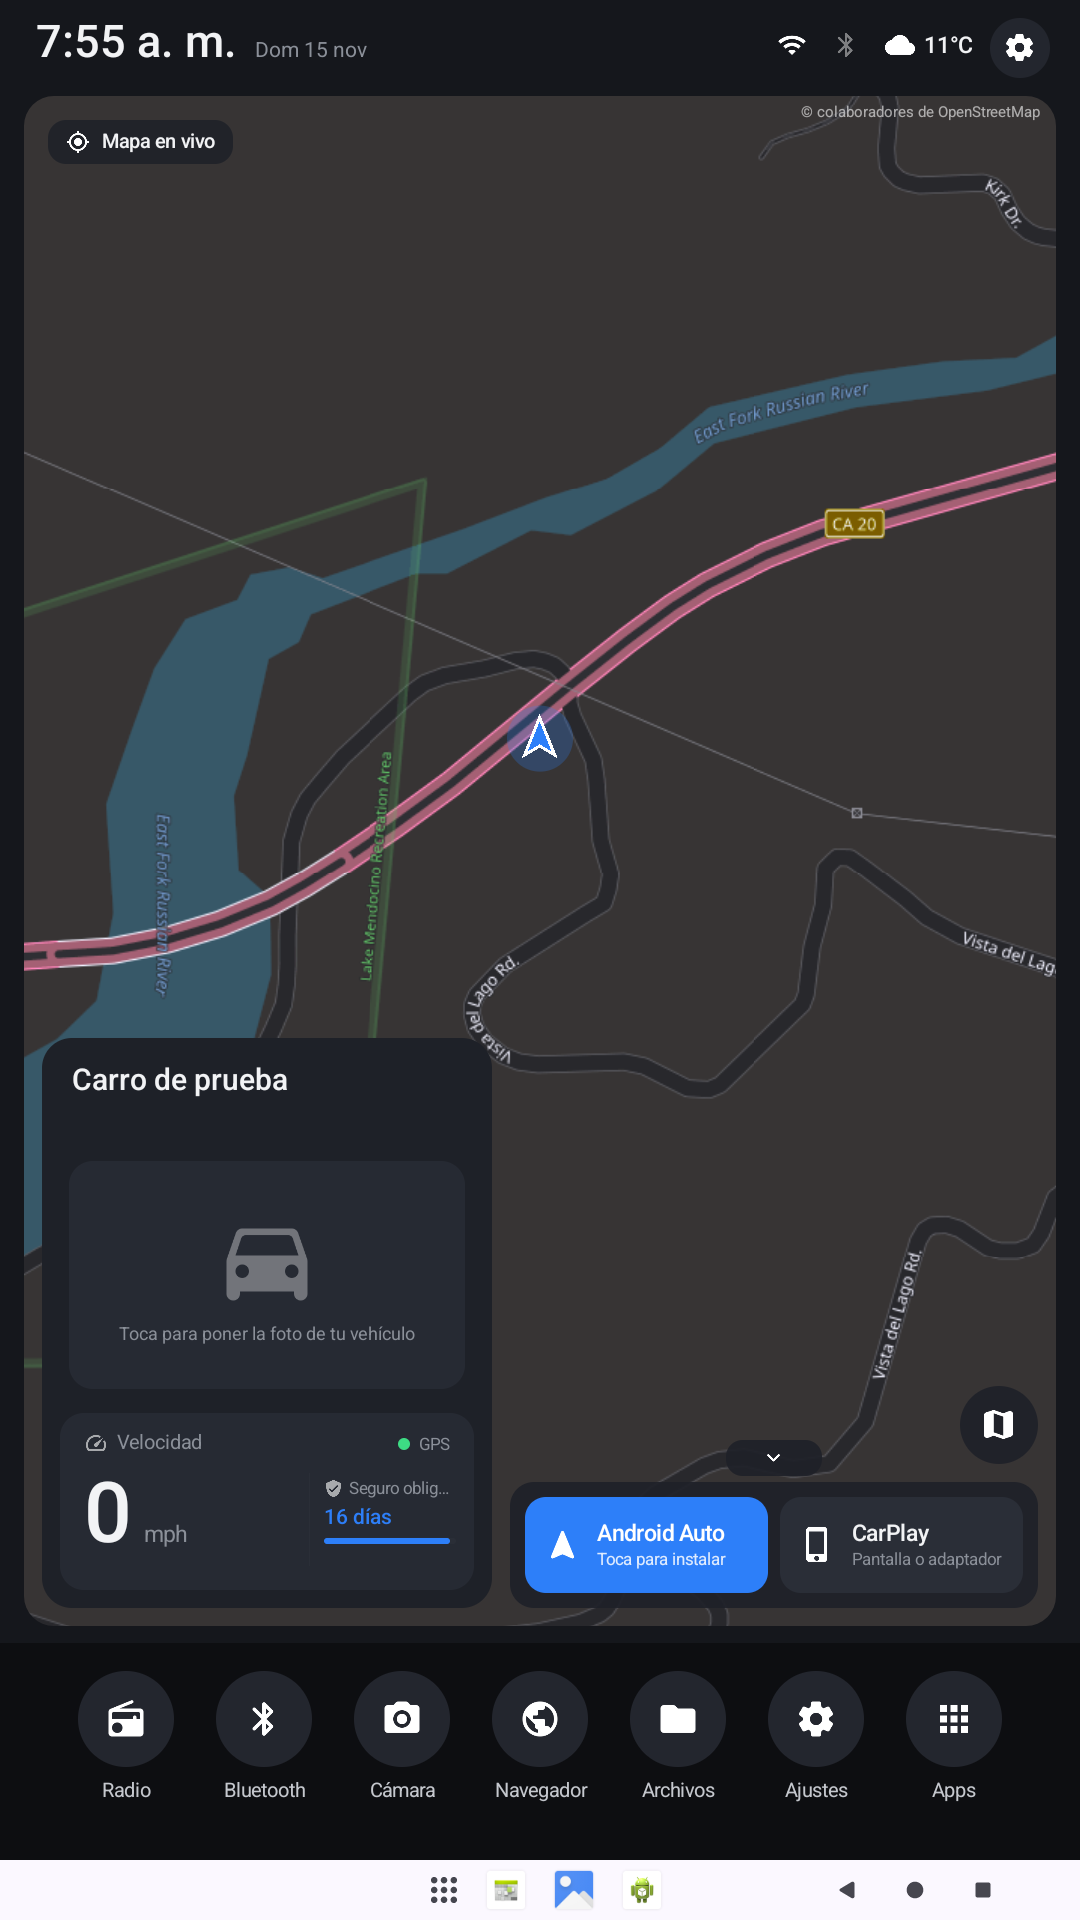 7:55 a. m. Dom 15 nov
11°C
© colaboradores de OpenStreetMap
Mapa en vivo
Kirk Dr.
East Fork Russian River
CA 20
Lake Mendocino Recreation Area
East Fork Russian River
Vista del Lag
Vista del Lago Rd.
Carro de prueba
Toca para poner la foto de tu vehículo
Vista del Lago Rd.
Velocidad
GPS
0 mph
Seguro oblig...
16 días
Android Auto
Toca para instalar
CarPlay
Pantalla o adaptador
Radio
Bluetooth
Cámara
Navegador
Archivos
Ajustes
Apps